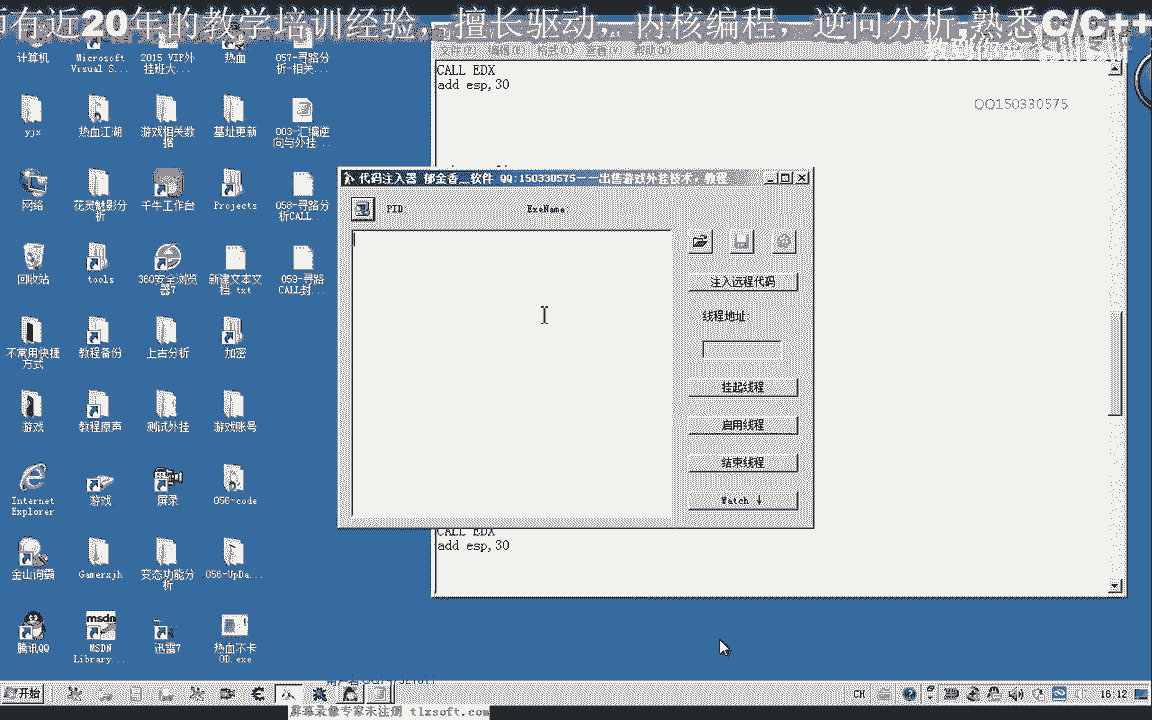 有近20年的教学培训经验，一擅长驱动，一内核编程，一逆向分析-熟悉C/C++
文件(F) 编辑(E) 格式(O) 查看(V) 帮助(H)
教到你会
CALL EDX
add esp,30
QQ150330575
计算机
Microsoft Visual S...
2015 VIP外挂班大...
热血
057-寻路分析-相关...
yjx
热血江湖
游戏相关数据
基址更新
003-汇编逆向与外挂...
网络
花灵魅影分析
千牛工作台
Projects
058-寻路分析CALL...
回收站
tools
360安全浏览器7
新建文本文档.txt
059-寻路CALL封...
不常用快捷方式
教程备份
上古分析
加密
游戏
教程原声
测试外挂
游戏账号
Internet Explorer
游戏
屏录
056-code
金山词霸
Gamerxjh
变态功能分析
056-UpDa...
腾讯QQ
MSDN Library...
迅雷7
热血不卡OD.exe
代码注入器 郁金香灬软件 QQ:150330575---出售游戏外挂技术，教程
PID:
ExeName
注入远程代码
线程地址:
挂起线程
启用线程
结束线程
Watch ↓
CALL EDX
add esp,30
开始
CH
16:12
屏幕录像专家未注册 tlxsoft.com